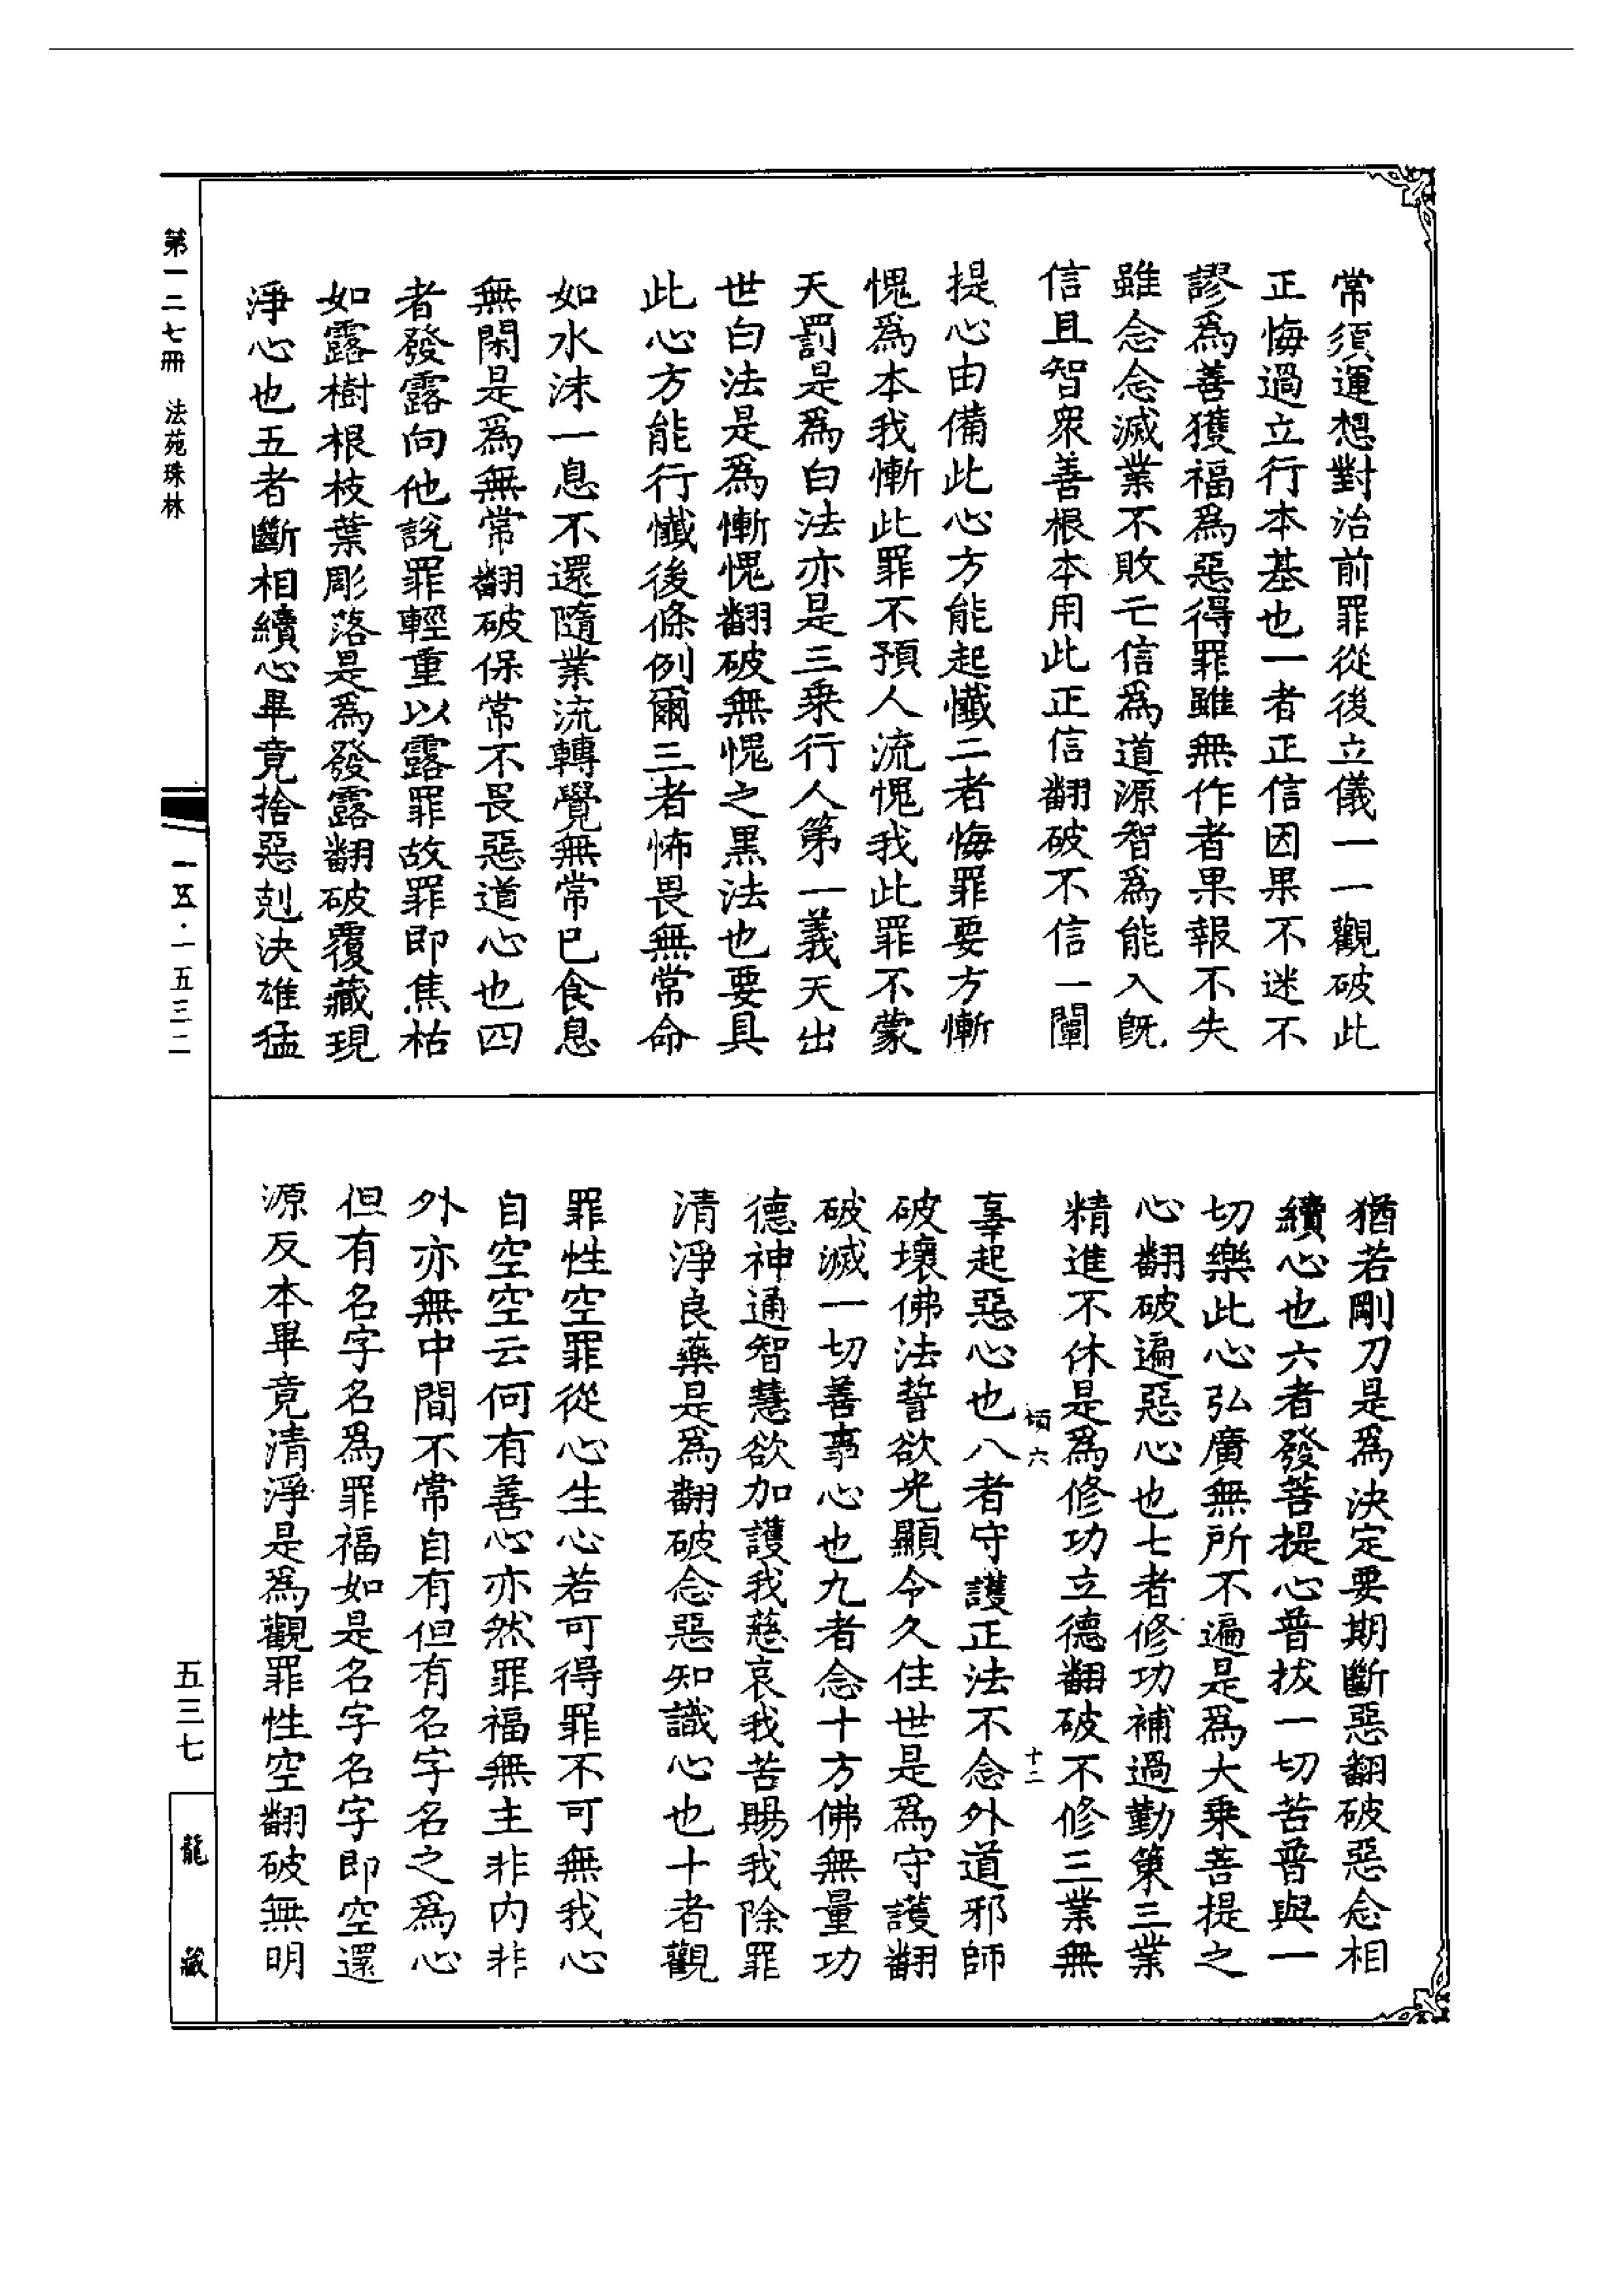 常須運想對治前罪從後立儀一一觀破此
正悔過立行本基也一者正信因果不迷不
謬爲善獲福爲惡得罪雖無作者果報不失
雖念念滅業不敗亡信爲道源智爲能入既
信且智衆善根本用此正信翻破不信一闡
提心由備此心方能起懺二者悔罪要方慚
愧爲本我慚此罪不預人流愧我此罪不蒙
天罰是爲白法亦是三乘行人第一義天出
世白法是爲慚愧翻破無愧之黑法也要具
此心方能行懺後條例爾三者怖畏無常命
如水沫一息不還隨業流轉覺無常已食息
無閑是爲無常翻破保常不畏惡道心也四
者發露向他說罪輕重以露罪故罪即焦枯
如露樹根枝葉彫落是爲發露翻破覆藏現
淨心也五者斷相續心畢竟捨惡剋決雄猛
猶若剛刀是爲決定要期斷惡翻破惡念相
續心也六者發菩提心普拔一切苦普與一
切樂此心弘廣無所不遍是爲大乘菩提之
心翻破遍惡心也七者修功補過勤策三業
精進不休是爲修功立德翻破不修三業無
六 十二
辜起惡心也八者守護正法不念外道邪師
破壞佛法誓欲光顯令久住世是爲守護翻
破滅一切善事心也九者念十方佛無量功
德神通智慧欲加護我慈哀我苦賜我除罪
清淨良藥是爲翻破念惡知識心也十者觀
罪性空罪從心生心若可得罪不可無我心
自空空云何有善心亦然罪福無主非內非
外亦無中間不常自有但有名字名之爲心
但有名字名爲罪福如是名字名字即空還
源反本畢竟清淨是爲觀罪性空翻破無明
第一二七冊 法苑珠林
一五·一五三二
五三七
龍藏